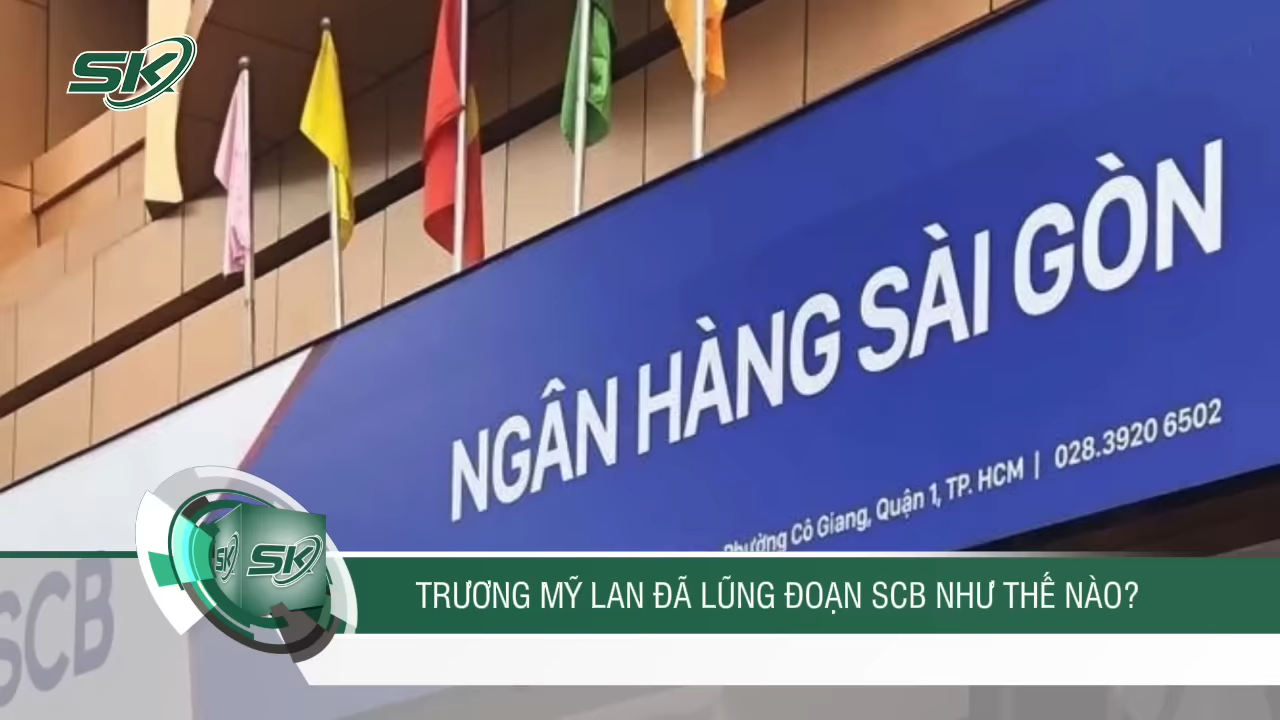 SK
NGÂN HÀNG SÀI GÒN
Phường Cô Giang, Quận 1, TP. HCM | 028.3920 6502
SCB
SK SK
TRƯƠNG MỸ LAN ĐÃ LŨNG ĐOẠN SCB NHƯ THẾ NÀO?